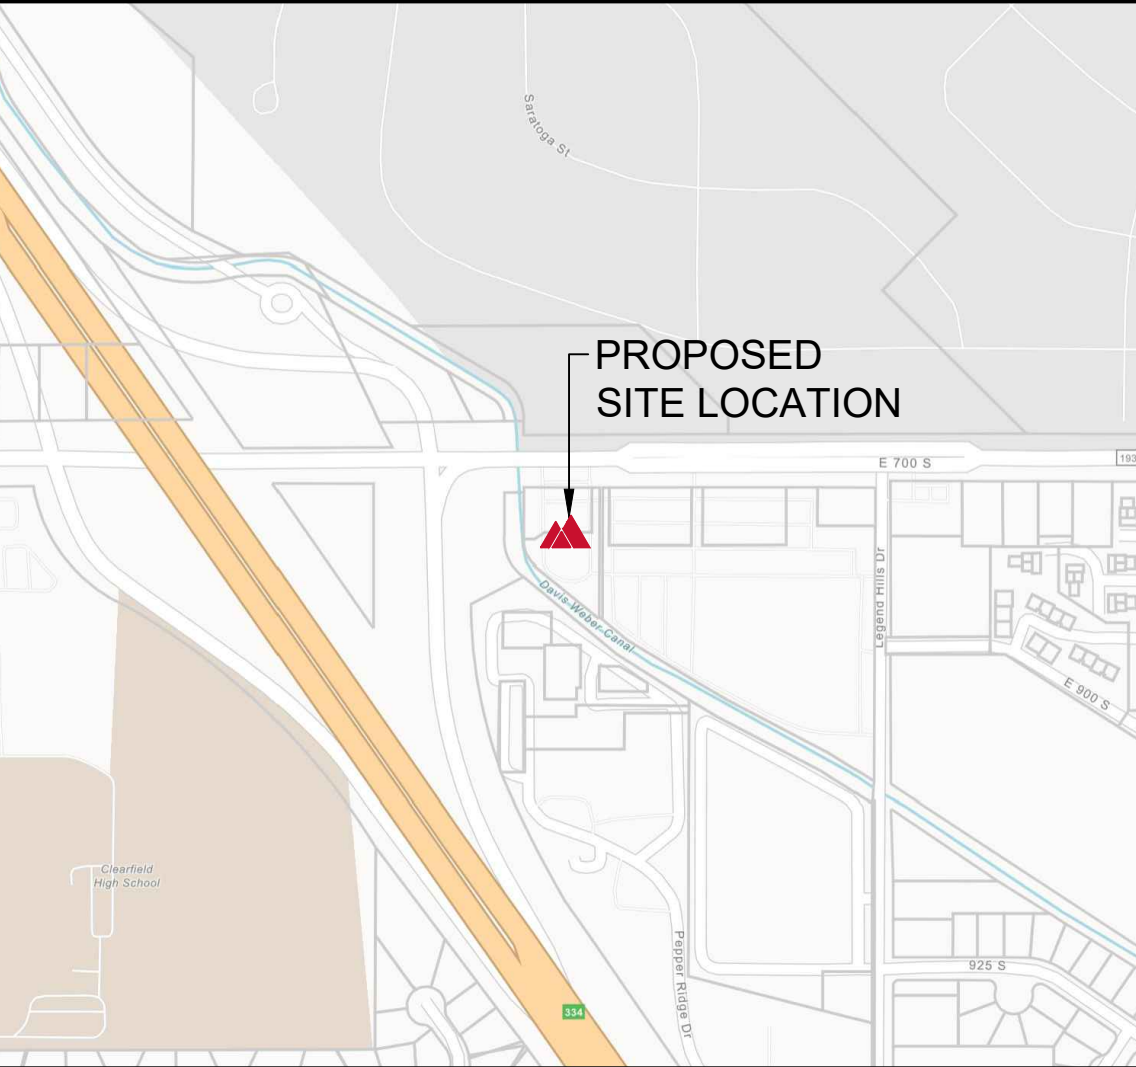 Saratoga St
PROPOSED
SITE LOCATION
E 700 S
193
Legend Hills Dr
Davis-Weber-Canal
E 900 S
Clearfield
High School
Pepper Ridge Dr
925 S
334